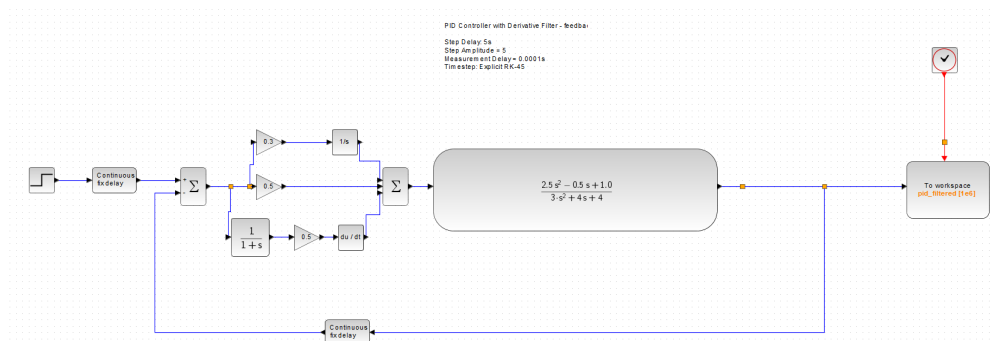 PID Controller with Derivative Filter - feedba
Step Delay: 5s
Step Amplitude = 5
Measurement Delay = 0.0001s
Timestep: Explicit RK-45
0.3
1/s
Continuous
fix delay
+
-
Σ
0.5
Σ
2.5 s² − 0.5 s + 1.0
3·s² + 4 s + 4
To workspace
pid_filtered [1e6]
1
1 + s
0.5
du / dt
Continuous
fix delay